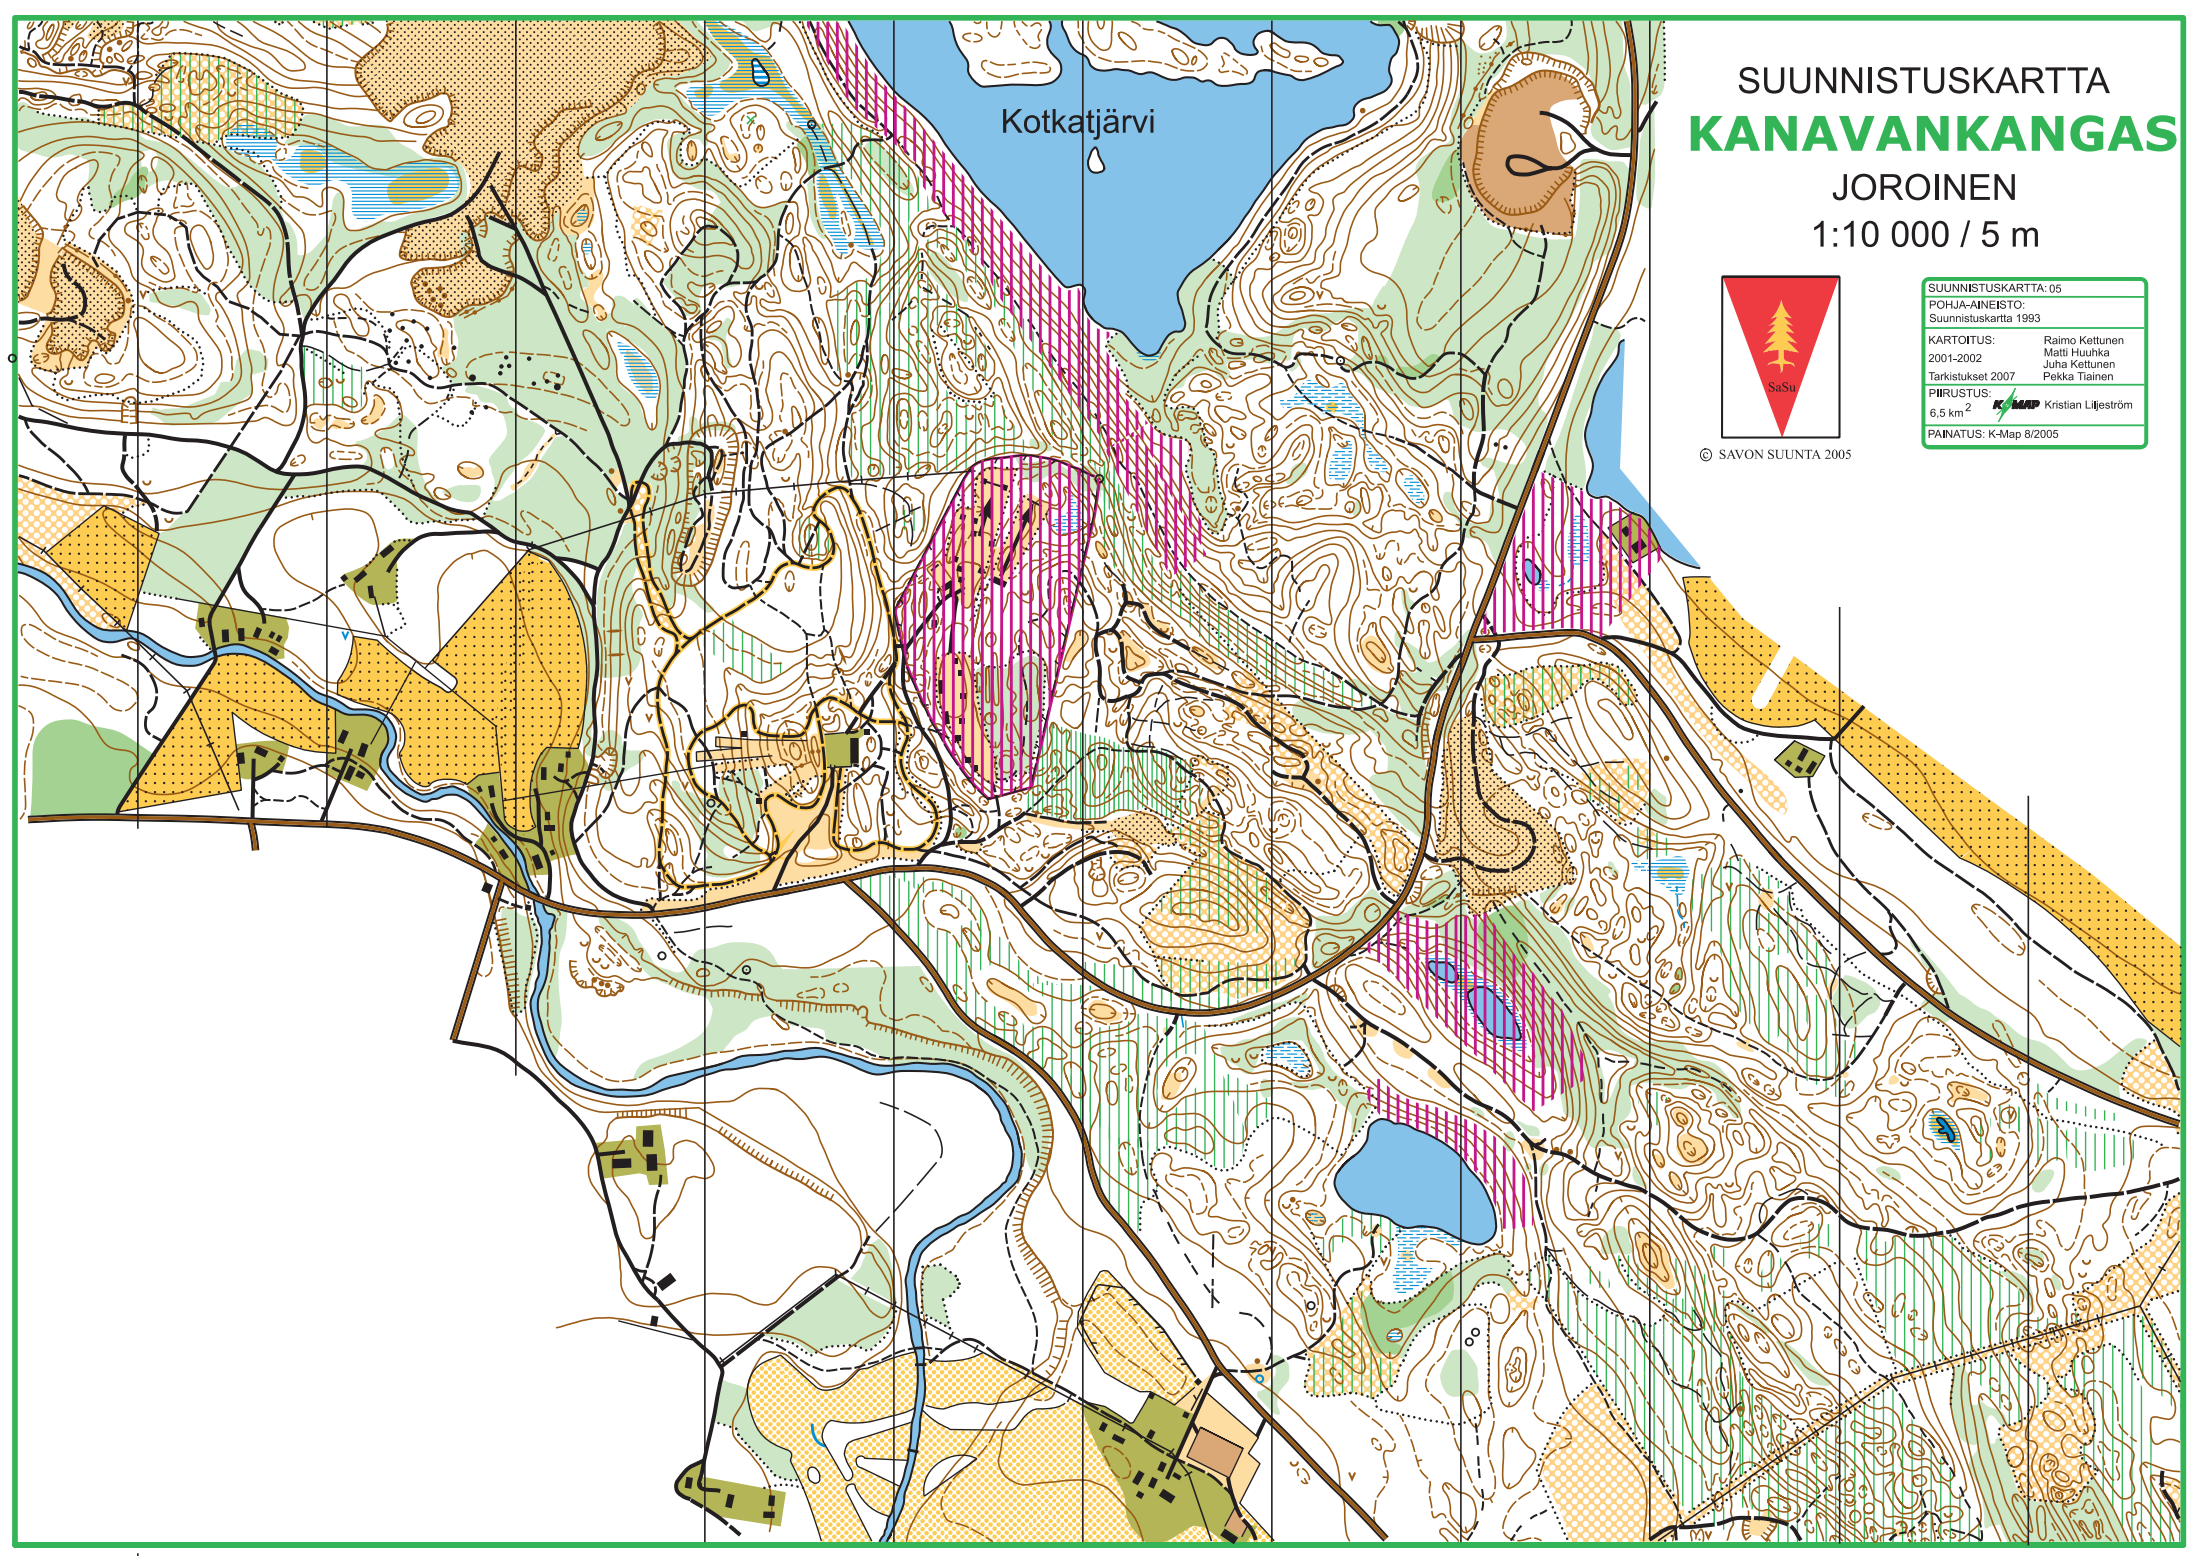 SUUNNISTUSKARTTA
KANAVANKANGAS
JOROINEN
1:10 000 / 5 m
Kotkatjärvi
SaSu
© SAVON SUUNTA 2005
SUUNNISTUSKARTTA: 05
POHJA-AINEISTO:
Suunnistuskartta 1993
KARTOITUS: Raimo Kettunen
Matti Huuhka
2001-2002 Juha Kettunen
Tarkistukset 2007 Pekka Tiainen
PIIRUSTUS:
6,5 km2 K-MAP Kristian Liljeström
PAINATUS: K-Map 8/2005